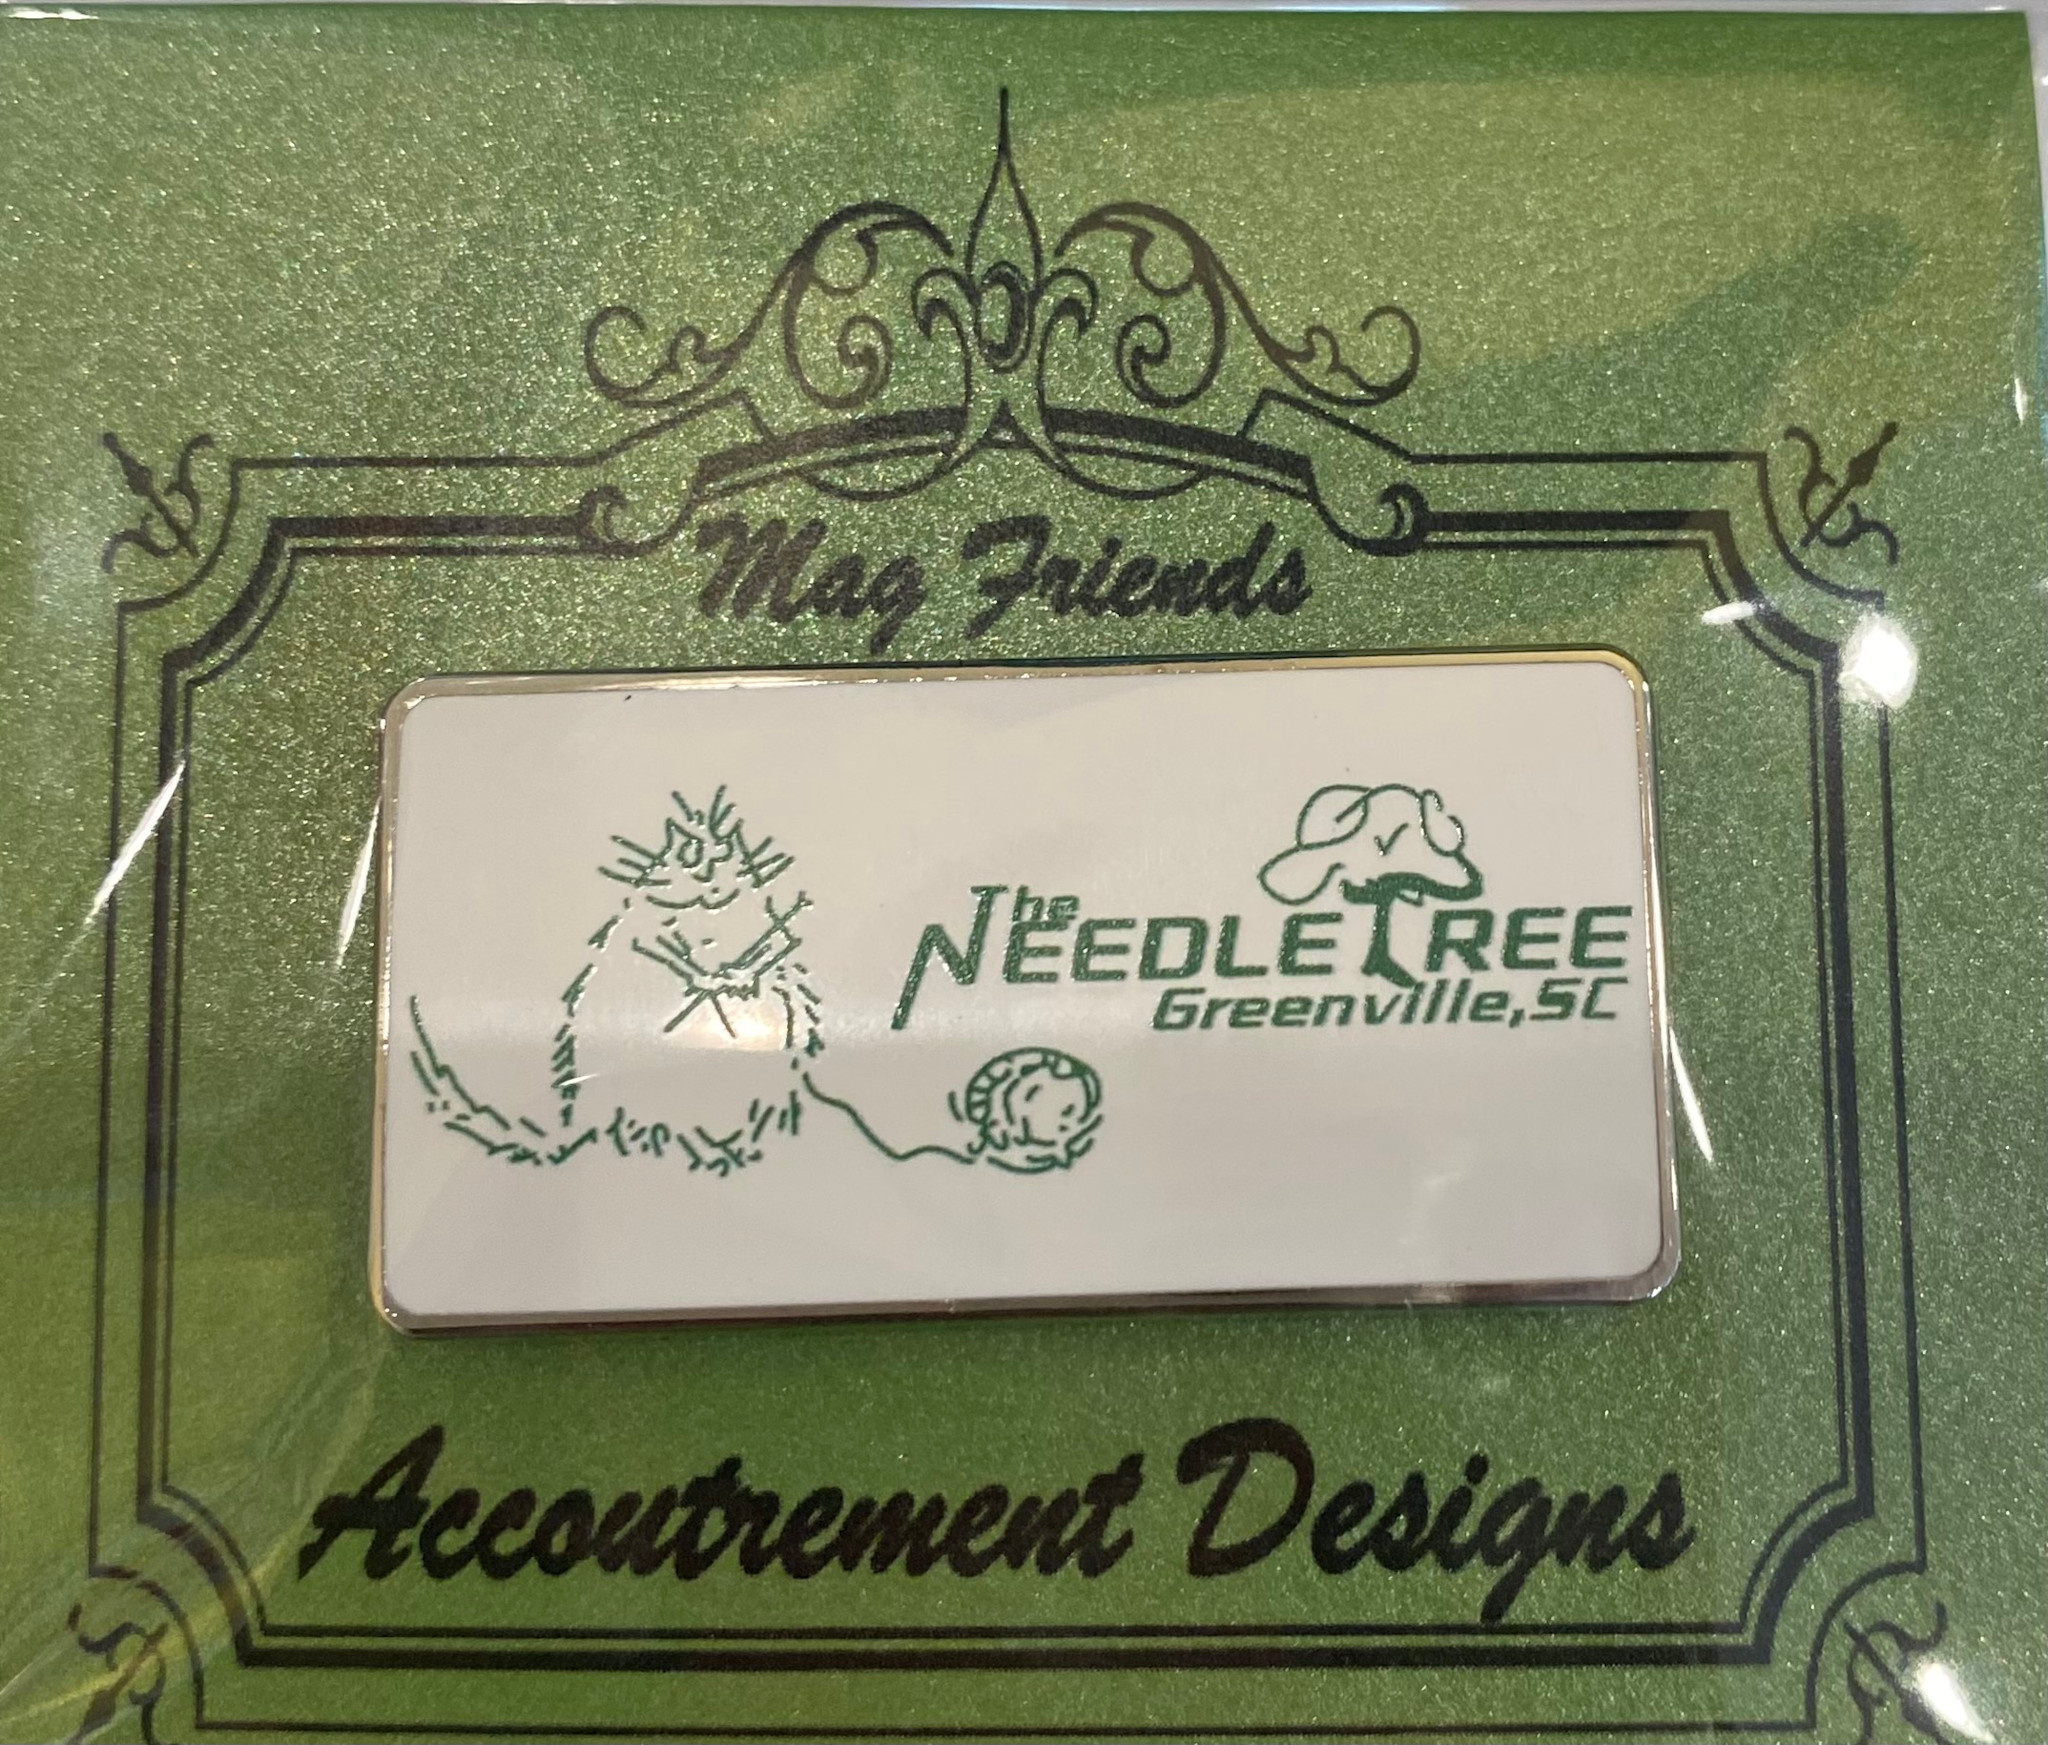 Mag Friends
The
NEEDLETREE
Greenville,SC
Accoutrement Designs